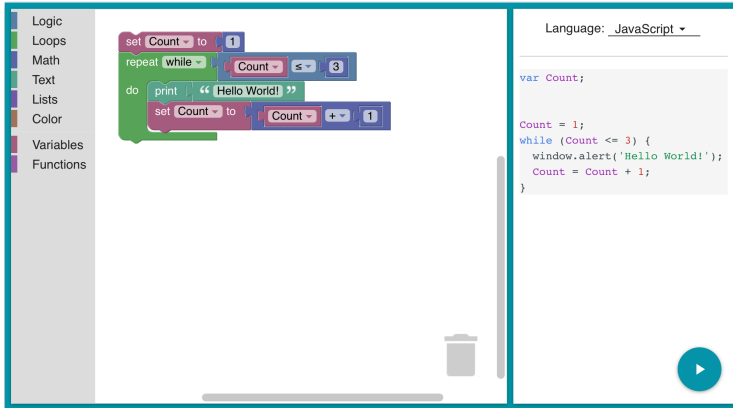 Logic
Loops
Math
Text
Lists
Color
Variables
Functions
set Count to 1
repeat while Count ≤ 3
do print “ Hello World! ”
set Count to Count + 1
Language: JavaScript
var Count;
Count = 1;
while (Count <= 3) {
window.alert('Hello World!');
Count = Count + 1;
}